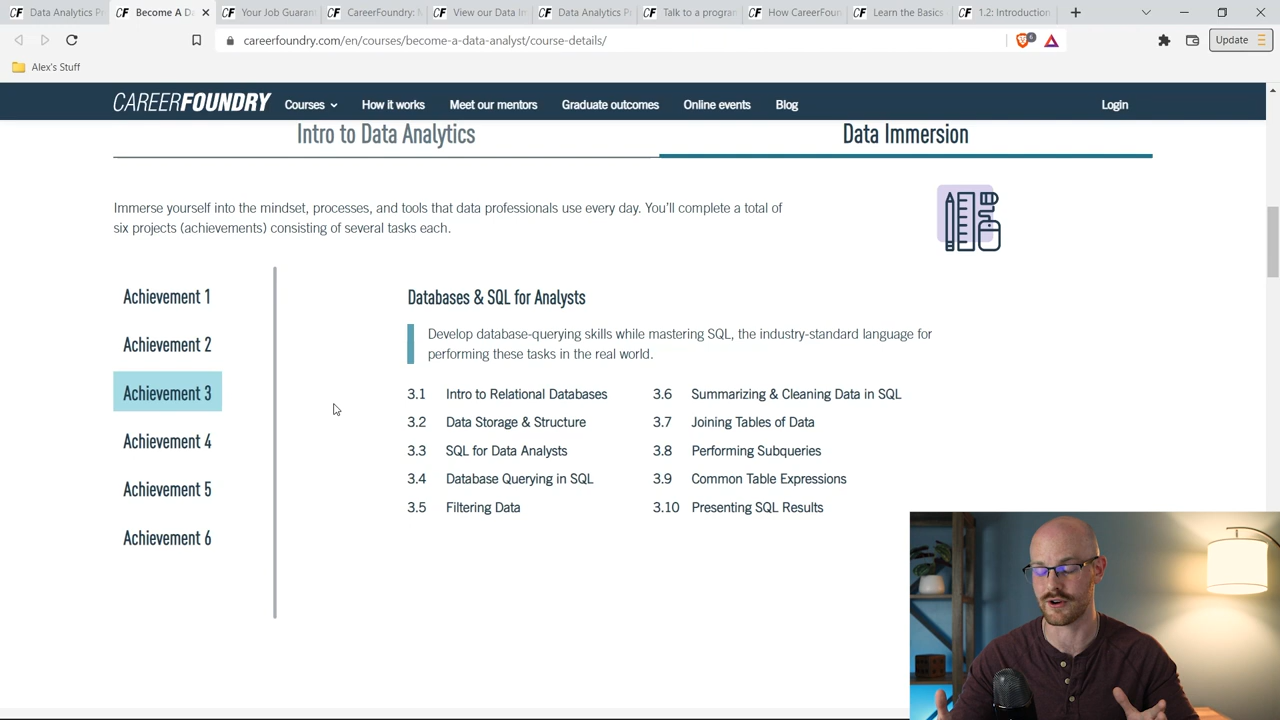 Data Analytics Pr
Become A D
Your Job Guaran
CareerFoundry: M
View our Data In
Data Analytics P
Talk to a program
How CareerFoun
Learn the Basics
1.2: Introduction
careerfoundry.com/en/courses/become-a-data-analyst/course-details/
6
Update
Alex's Stuff
CAREERFOUNDRY
Courses
How it works
Meet our mentors
Graduate outcomes
Online events
Blog
Login
Intro to Data Analytics
Data Immersion
Immerse yourself into the mindset, processes, and tools that data professionals use every day. You'll complete a total of
six projects (achievements) consisting of several tasks each.
Achievement 1
Achievement 2
Achievement 3
Achievement 4
Achievement 5
Achievement 6
Databases & SQL for Analysts
Develop database-querying skills while mastering SQL, the industry-standard language for
performing these tasks in the real world.
3.1 Intro to Relational Databases
3.2 Data Storage & Structure
3.3 SQL for Data Analysts
3.4 Database Querying in SQL
3.5 Filtering Data
3.6 Summarizing & Cleaning Data in SQL
3.7 Joining Tables of Data
3.8 Performing Subqueries
3.9 Common Table Expressions
3.10 Presenting SQL Results